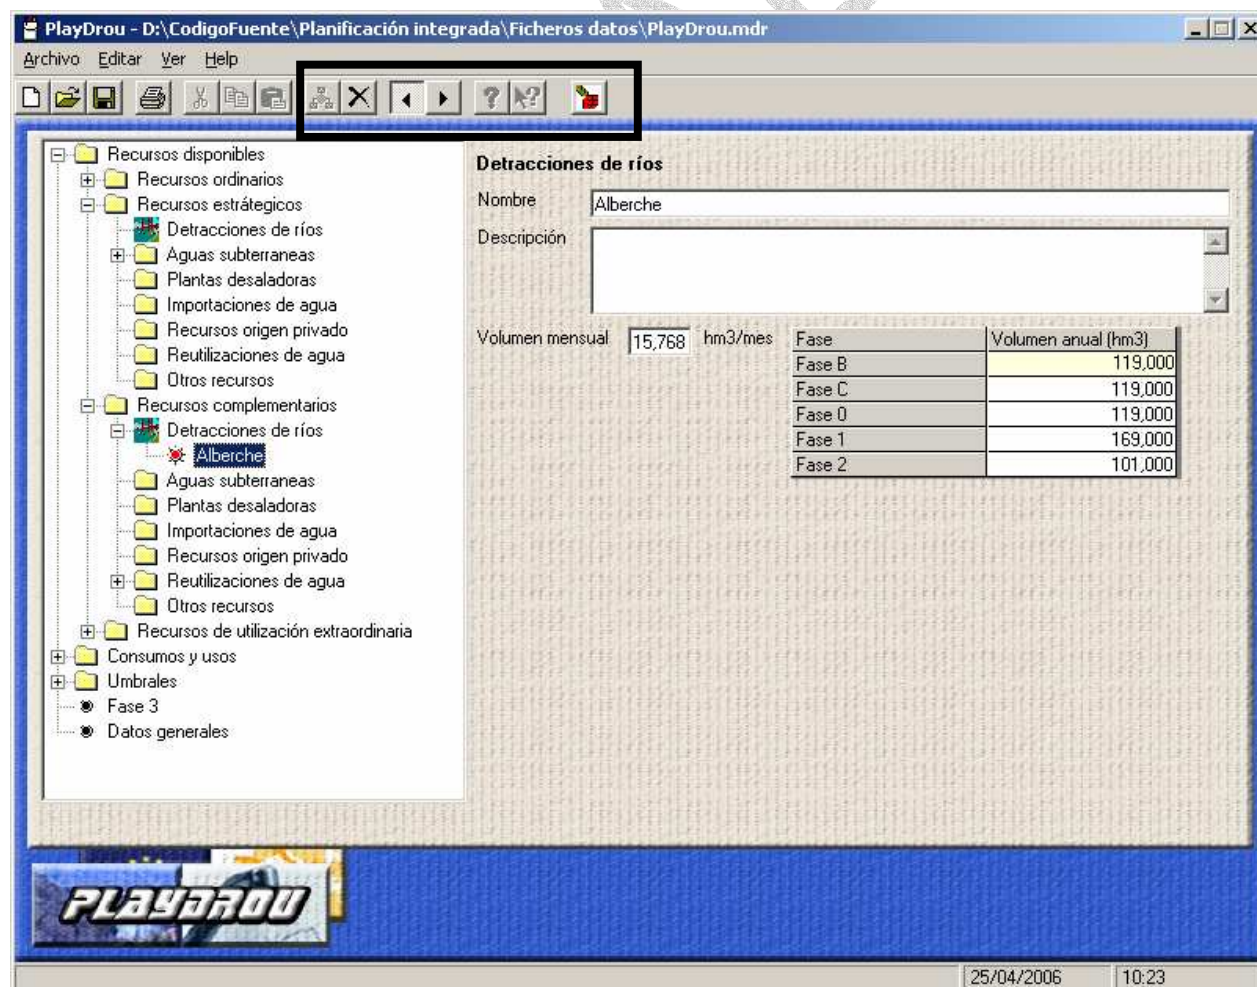 PlayDrou - D:\CodigoFuente\Planificación integrada\Ficheros datos\PlayDrou.mdr
Archivo Editar Ver Help
Recursos disponibles
Recursos ordinarios
Recursos estrátegicos
Detracciones de ríos
Aguas subterraneas
Plantas desaladoras
Importaciones de agua
Recursos origen privado
Reutilizaciones de agua
Otros recursos
Recursos complementarios
Detracciones de ríos
Alberche
Aguas subterraneas
Plantas desaladoras
Importaciones de agua
Recursos origen privado
Reutilizaciones de agua
Otros recursos
Recursos de utilización extraordinaria
Consumos y usos
Umbrales
Fase 3
Datos generales
Detracciones de ríos
Nombre Alberche
Descripción
Volumen mensual 15,768 hm3/mes
Fase Volumen anual (hm3)
Fase B 119,000
Fase C 119,000
Fase 0 119,000
Fase 1 169,000
Fase 2 101,000
PLAYDROU
25/04/2006 10:23